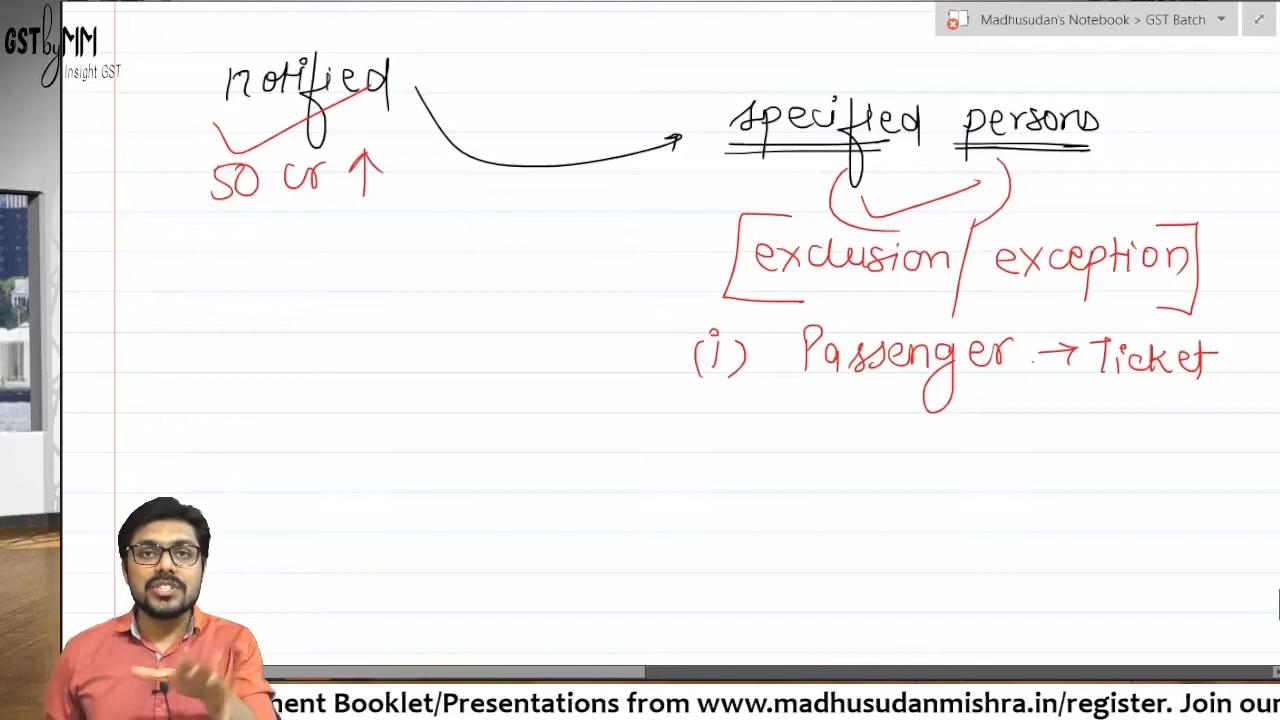 GST by MM
Insight GST
Madhusudan's Notebook > GST Batch
notified
50 cr ↑
specified persons
[exclusion / exception]
(i) Passenger → Ticket
ment Booklet/Presentations from www.madhusudanmishra.in/register. Join our